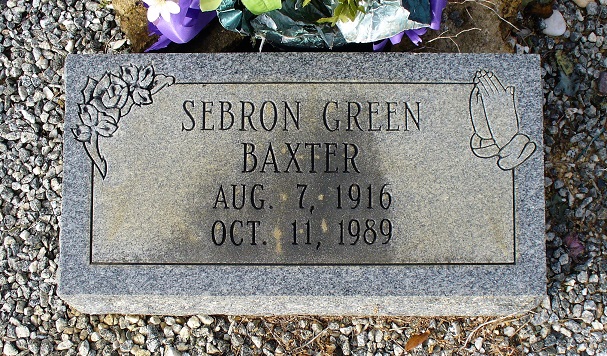 SEBRON GREEN
BAXTER
AUG. 7, 1916
OCT. 11, 1989